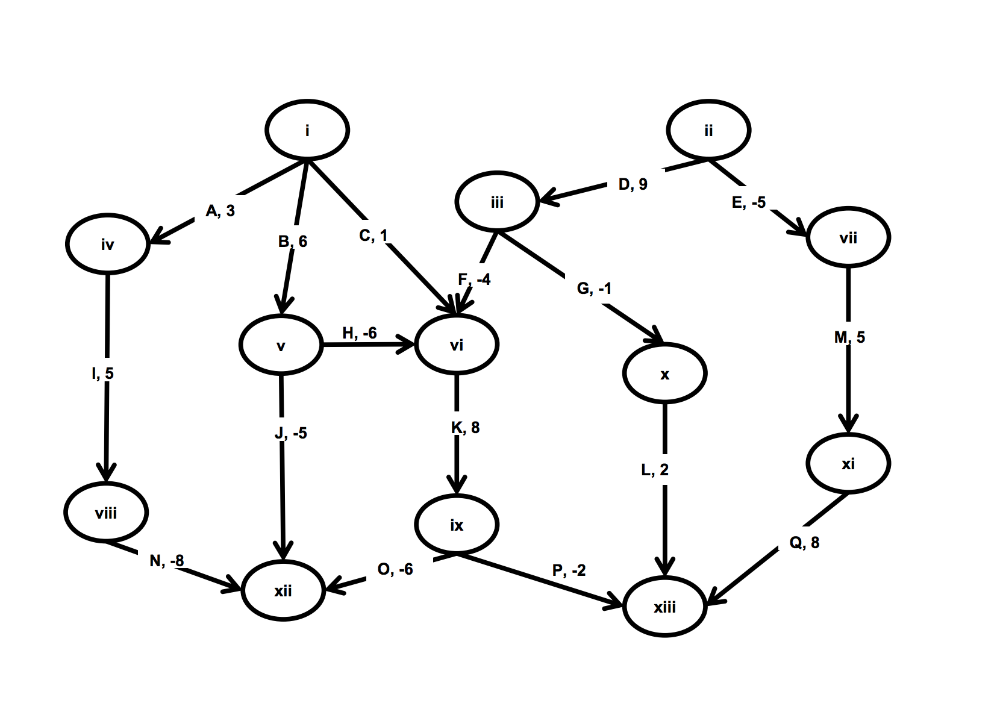 i
ii
D, 9
iii
E, -5
A, 3
C, 1
vii
B, 6
iv
F, -4
G, -1
H, -6
M, 5
v
vi
I, 5
x
K, 8
J, -5
xi
L, 2
viii
ix
Q, 8
N, -8
O, -6
P, -2
xii
xiii